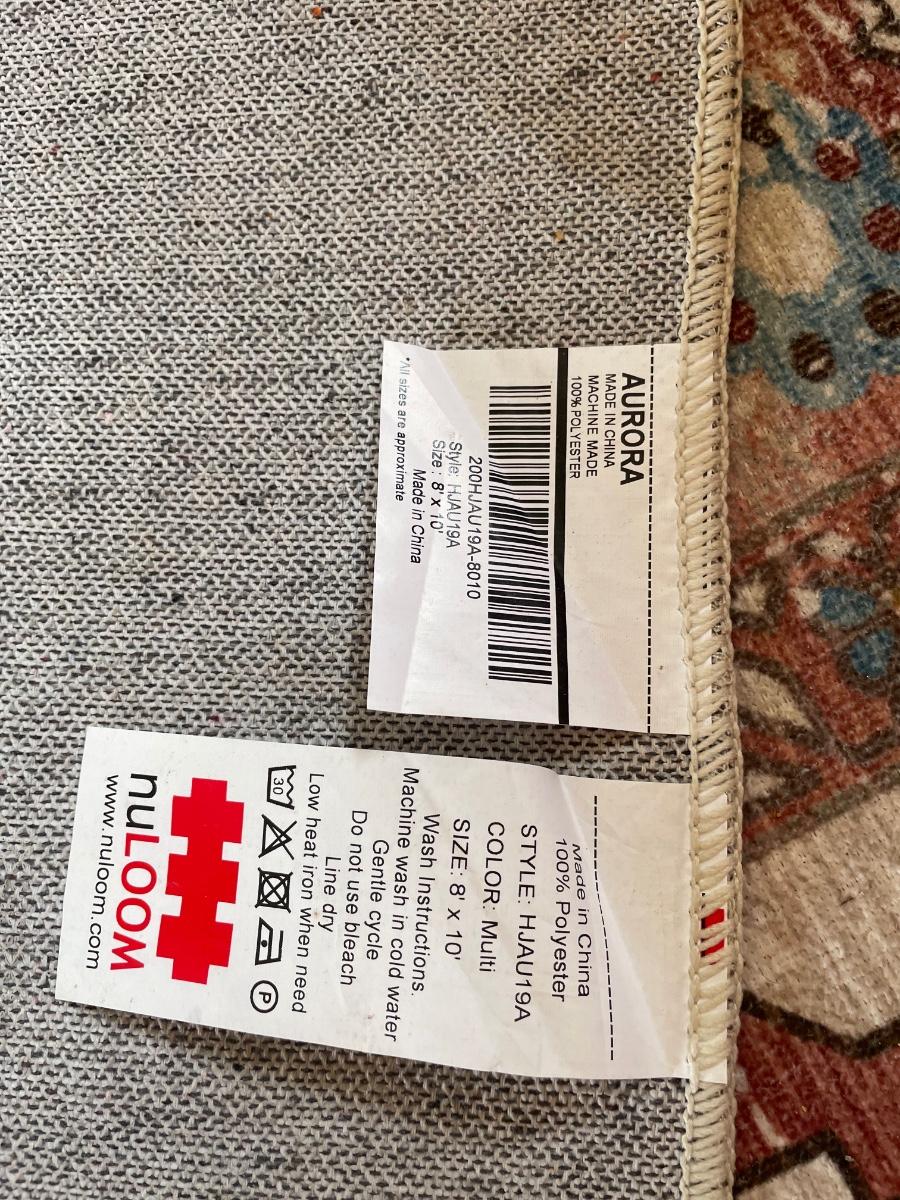 AURORA
MADE IN CHINA
MACHINE MADE
100% POLYESTER
200HJAU19A-8010
Style: HJAU19A
Size : 8' x 10'
Made in China
*All sizes are approximate
Made in China
100% Polyester
STYLE: HJAU19A
COLOR: Multi
SIZE: 8' x 10'
Wash Instructions.
Machine wash in cold water
Gentle cycle
Do not use bleach
Line dry
Low heat iron when need
30
P
nuLOOM
www.nuloom.com